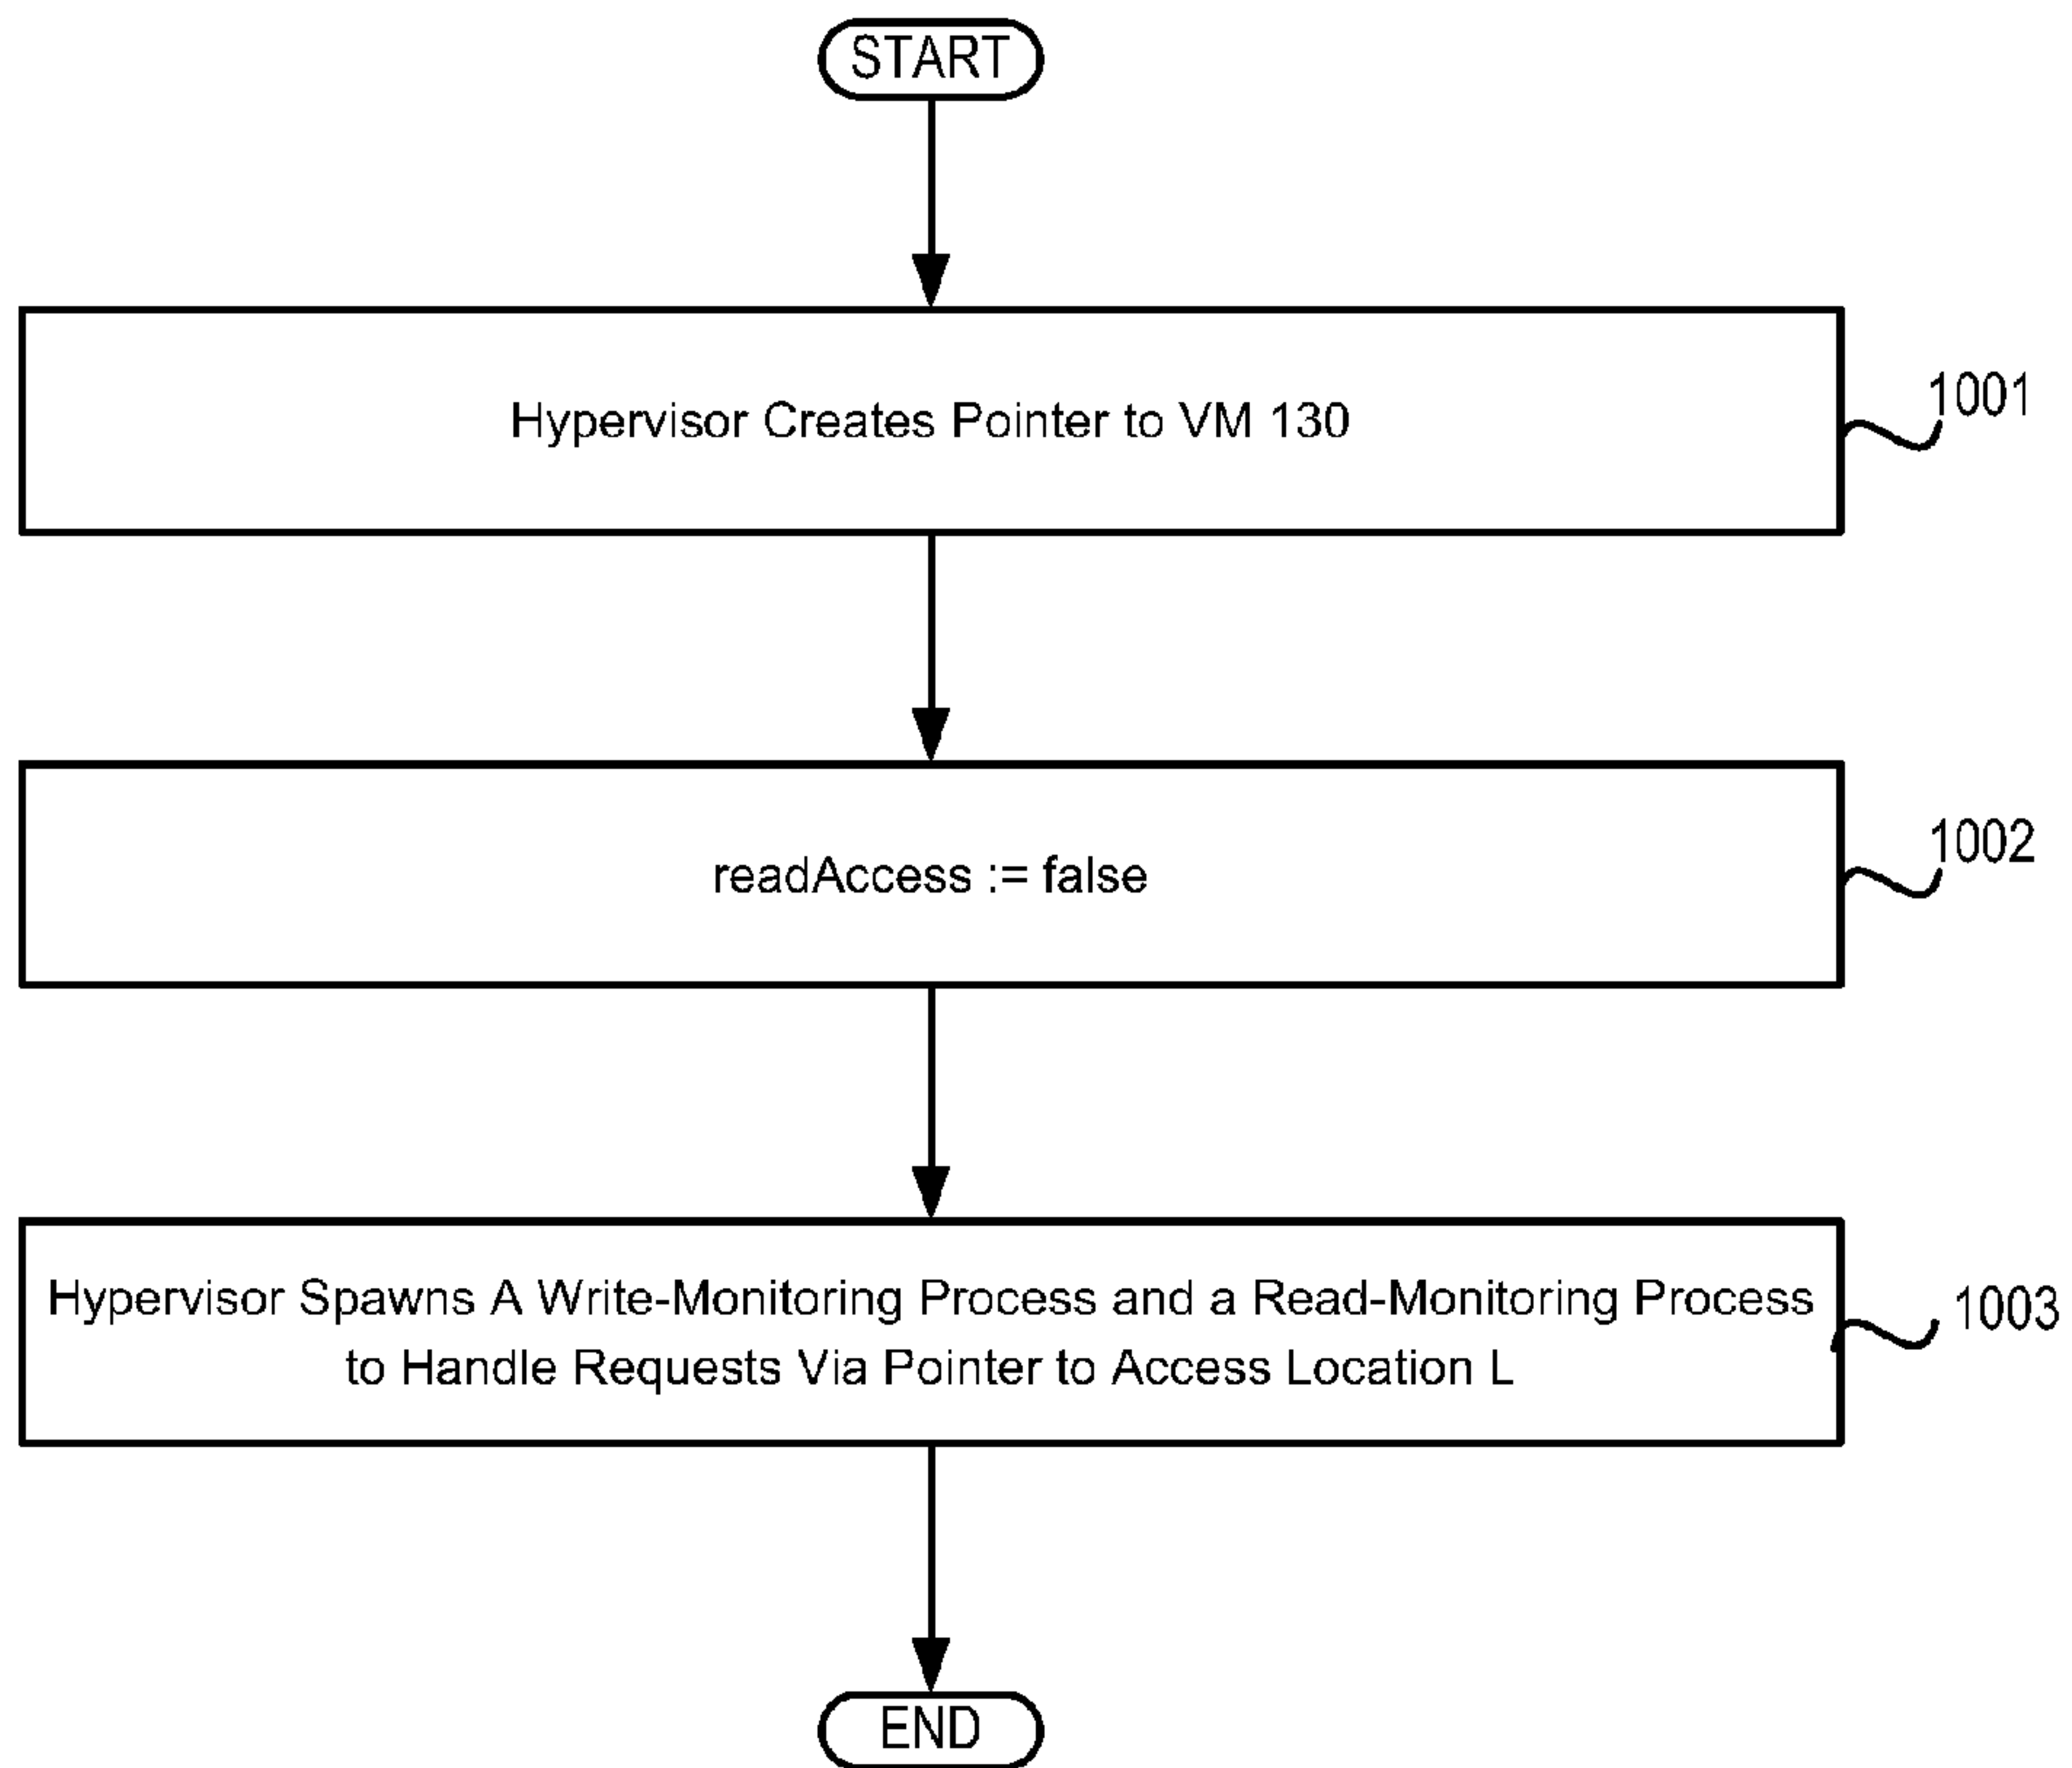 START
Hypervisor Creates Pointer to VM 130
1001
readAccess := false
1002
Hypervisor Spawns A Write-Monitoring Process and a Read-Monitoring Process
to Handle Requests Via Pointer to Access Location L
1003
END